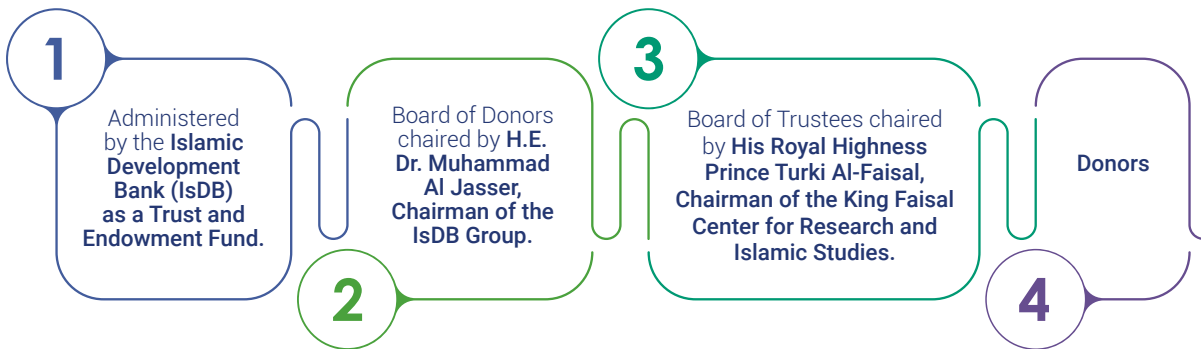 1
Administered
by the Islamic
Development
Bank (IsDB)
as a Trust and
Endowment Fund.
2
Board of Donors
chaired by H.E.
Dr. Muhammad
Al Jasser,
Chairman of the
IsDB Group.
3
Board of Trustees chaired
by His Royal Highness
Prince Turki Al-Faisal,
Chairman of the King Faisal
Center for Research and
Islamic Studies.
4
Donors